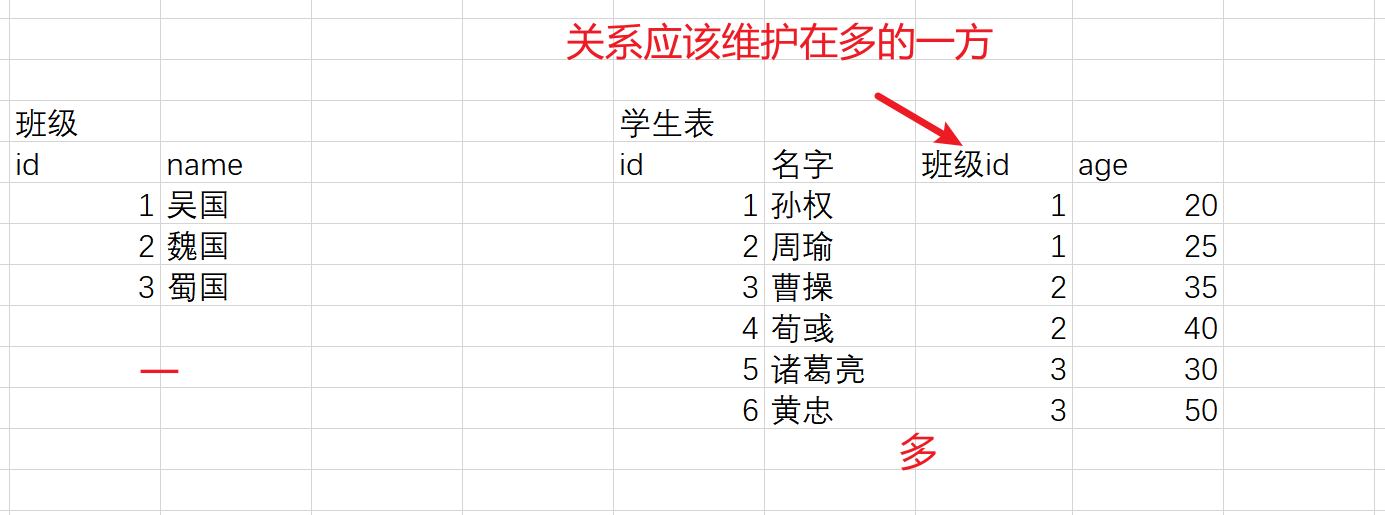 关系应该维护在多的一方
班级 学生表
id name id 名字 班级id age
1 吴国 1 孙权 1 20
2 魏国 2 周瑜 1 25
3 蜀国 3 曹操 2 35
4 荀彧 2 40
一 5 诸葛亮 3 30
6 黄忠 3 50
多